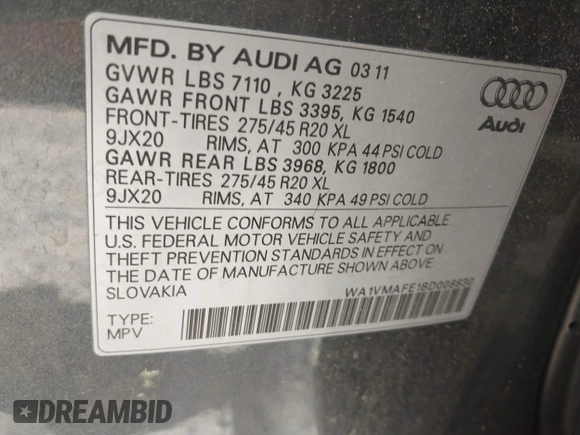 MFD. BY AUDI AG 03 11
GVWR LBS 7110 , KG 3225
GAWR FRONT LBS 3395, KG 1540
FRONT-TIRES 275/45 R20 XL
9JX20 RIMS, AT 300 KPA 44 PSI COLD
GAWR REAR LBS 3968, KG 1800
REAR-TIRES 275/45 R20 XL
9JX20 RIMS, AT 340 KPA 49 PSI COLD
THIS VEHICLE CONFORMS TO ALL APPLICABLE
U.S. FEDERAL MOTOR VEHICLE SAFETY AND
THEFT PREVENTION STANDARDS IN EFFECT ON
THE DATE OF MANUFACTURE SHOWN ABOVE.
SLOVAKIA
WA1VMAFE1BD008830
TYPE:
MPV
Audi
DREAMBID